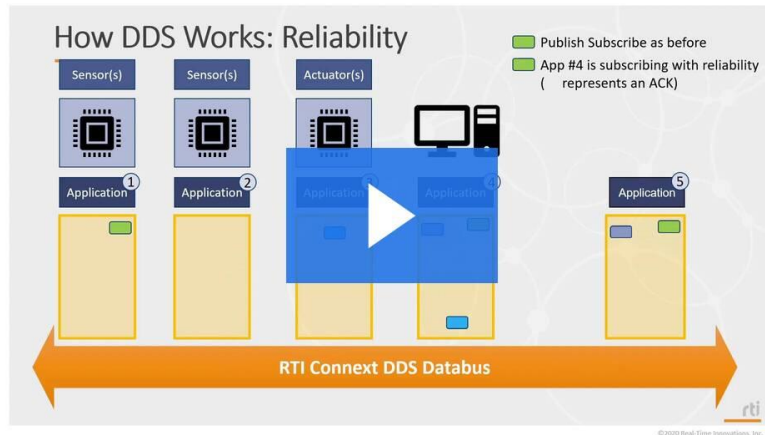 How DDS Works: Reliability
Publish Subscribe as before
App #4 is subscribing with reliability
( represents an ACK)
Sensor(s)
Sensor(s)
Actuator(s)
Application 1
Application 2
Application 3
Application 4
Application 5
RTI Connext DDS Databus
rti
©2020 Real-Time Innovations, Inc.